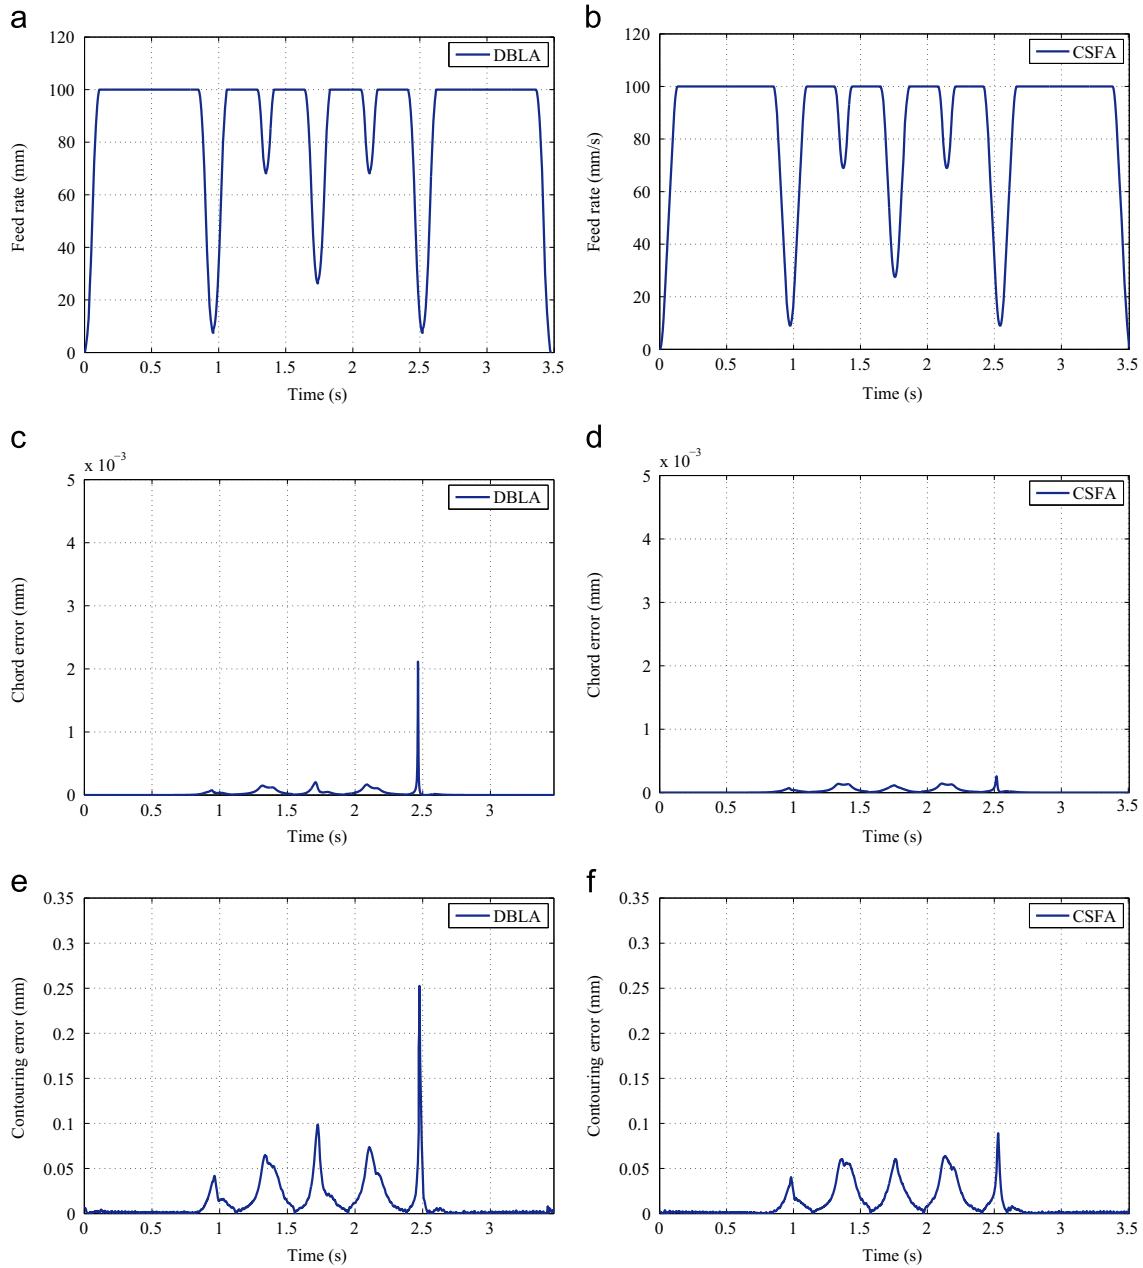 a
120
100
80
60
40
20
0
Feed rate (mm)
DBLA
0 0.5 1 1.5 2 2.5 3 3.5
Time (s)
b
120
100
80
60
40
20
0
Feed rate (mm/s)
CSFA
0 0.5 1 1.5 2 2.5 3 3.5
Time (s)
c
x 10−3
5
4
3
2
1
0
Chord error (mm)
DBLA
0 0.5 1 1.5 2 2.5 3
Time (s)
d
x 10−3
5
4
3
2
1
0
Chord error (mm)
CSFA
0 0.5 1 1.5 2 2.5 3 3.5
Time (s)
e
0.35
0.3
0.25
0.2
0.15
0.1
0.05
0
Contouring error (mm)
DBLA
0 0.5 1 1.5 2 2.5 3
Time (s)
f
0.35
0.3
0.25
0.2
0.15
0.1
0.05
0
Contouring error (mm)
CSFA
0 0.5 1 1.5 2 2.5 3 3.5
Time (s)